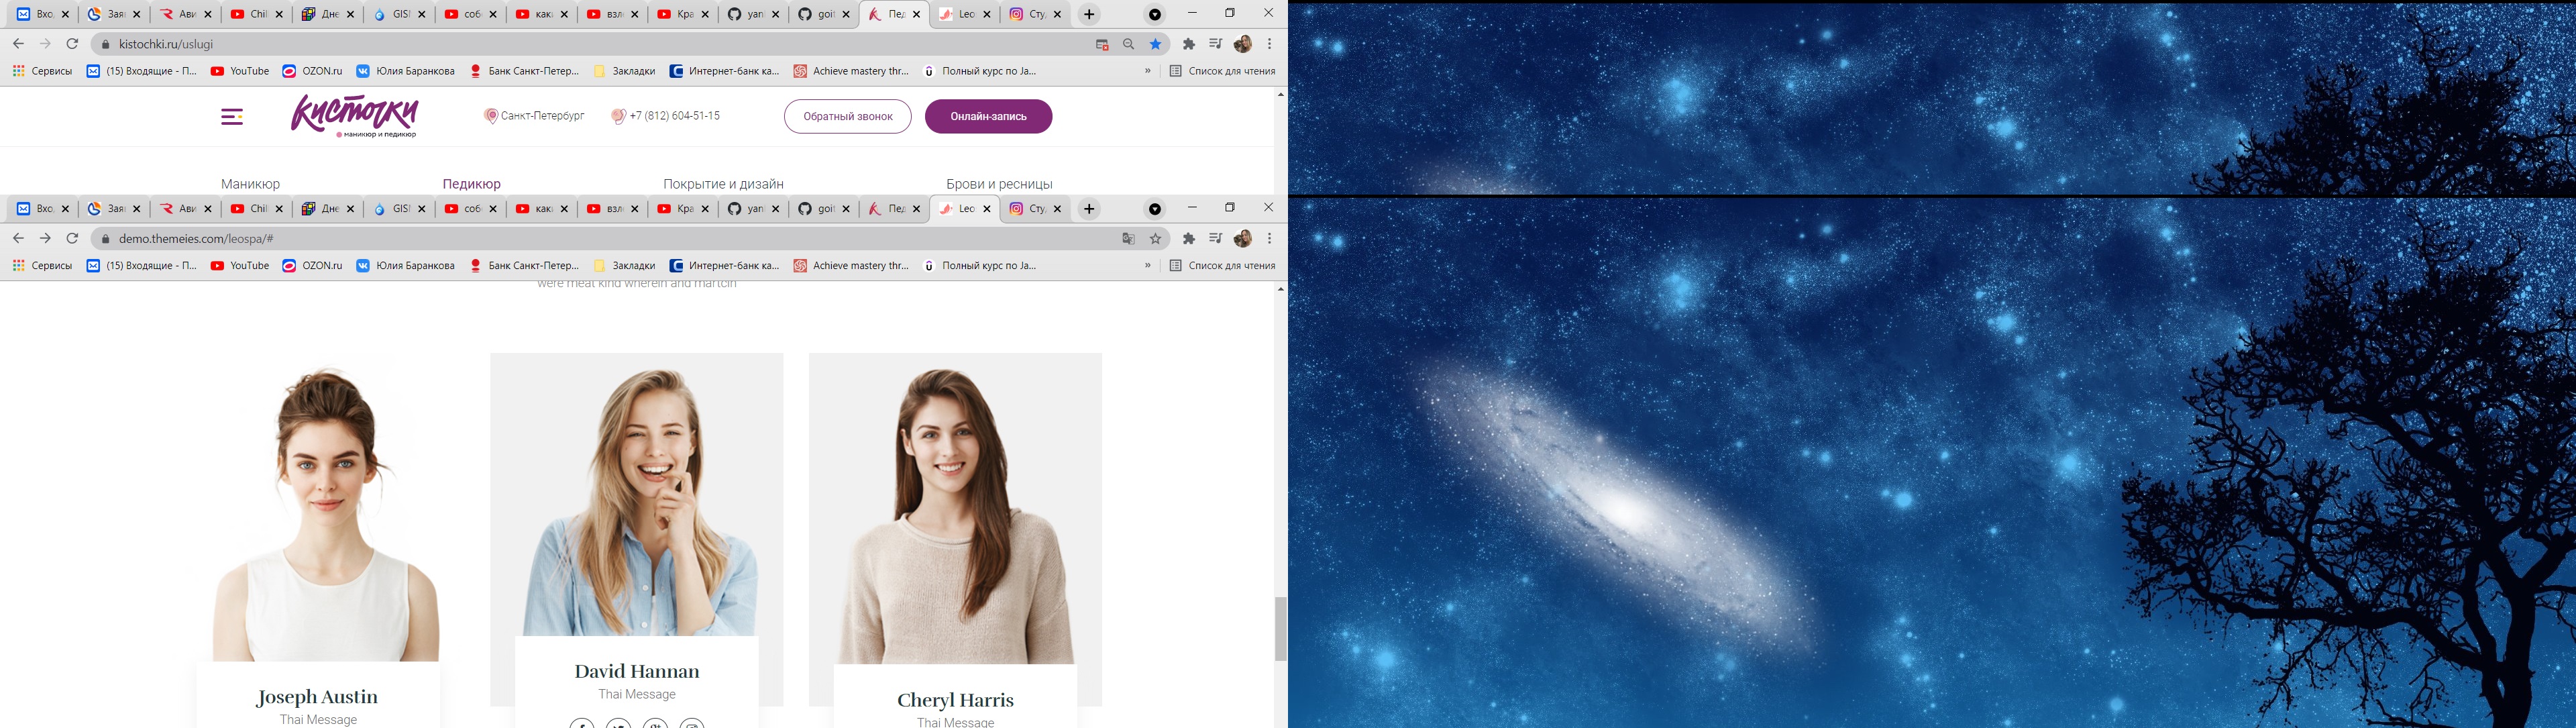 Вхо, Зая Ави Chil Дне GISI соб как взл Кра yan goit Пед Leo Сту
kistochki.ru/uslugi
Сервисы (15) Входящие - П... YouTube OZON.ru Юлия Баранкова Банк Санкт-Петер... Закладки Интернет-банк ка... Achieve mastery thr... Полный курс по Ja... » Список для чтения
Кисточки Санкт-Петербург +7 (812) 604-51-15 Обратный звонок Онлайн-запись
маникюр и педикюр
Маникюр Педикюр Покрытие и дизайн Брови и ресницы
Вхо, Зая Ави Chil Дне GISI соб как взл Кра yan goit Пед Leo Сту
demo.themeies.com/leospa/#
Сервисы (15) Входящие - П... YouTube OZON.ru Юлия Баранкова Банк Санкт-Петер... Закладки Интернет-банк ка... Achieve mastery thr... Полный курс по Ja... » Список для чтения
were meat kind wherein and martcin
David Hannan
Thai Message
Joseph Austin
Thai Message
Cheryl Harris
Thai Message